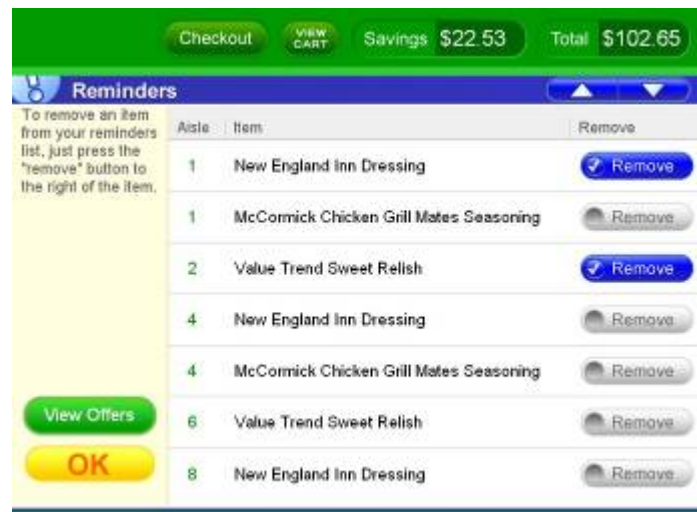 Checkout VIEW CART Savings $22.53 Total $102.65
Reminders
To remove an item
from your reminders
list, just press the
"remove" button to
the right of the item.
Aisle Item Remove
1 New England Inn Dressing Remove
1 McCormick Chicken Grill Mates Seasoning Remove
2 Value Trend Sweet Relish Remove
4 New England Inn Dressing Remove
4 McCormick Chicken Grill Mates Seasoning Remove
6 Value Trend Sweet Relish Remove
8 New England Inn Dressing Remove
View Offers
OK